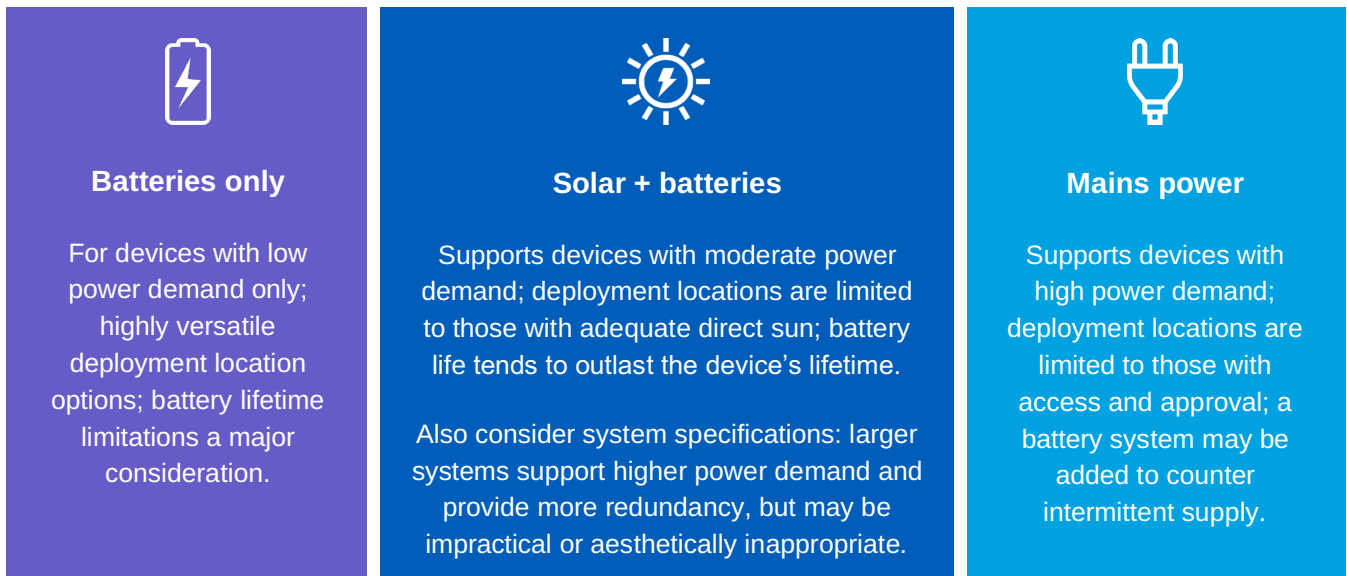 Batteries only
For devices with low
power demand only;
highly versatile
deployment location
options; battery lifetime
limitations a major
consideration.
Solar + batteries
Supports devices with moderate power
demand; deployment locations are limited
to those with adequate direct sun; battery
life tends to outlast the device’s lifetime.
Also consider system specifications: larger
systems support higher power demand and
provide more redundancy, but may be
impractical or aesthetically inappropriate.
Mains power
Supports devices with
high power demand;
deployment locations are
limited to those with
access and approval; a
battery system may be
added to counter
intermittent supply.